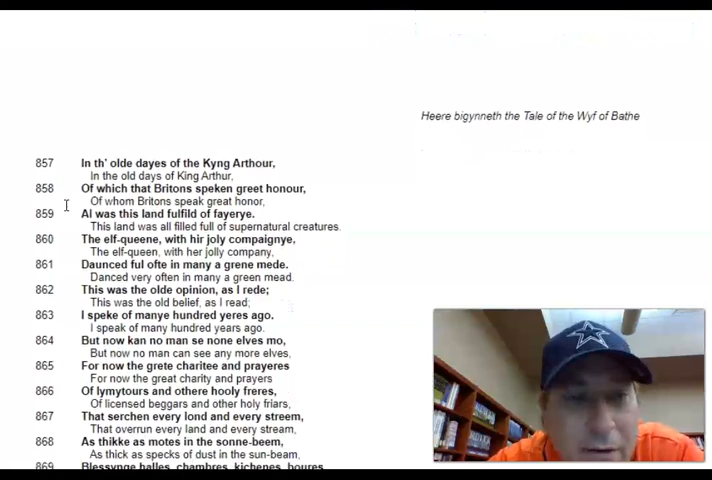 Heere bigynneth the Tale of the Wyf of Bathe
857 In th' olde dayes of the Kyng Arthour,
In the old days of King Arthur,
858 Of which that Britons speken greet honour,
Of whom Britons speak great honor,
859 Al was this land fulfild of fayerye.
This land was all filled full of supernatural creatures.
860 The elf-queene, with hir joly compaignye,
The elf-queen, with her jolly company,
861 Daunced ful ofte in many a grene mede.
Danced very often in many a green mead.
862 This was the olde opinion, as I rede;
This was the old belief, as I read;
863 I speke of manye hundred yeres ago.
I speak of many hundred years ago.
864 But now kan no man se none elves mo,
But now no man can see any more elves,
865 For now the grete charitee and prayeres
For now the great charity and prayers
866 Of lymytours and othere hooly freres,
Of licensed beggars and other holy friars,
867 That serchen every lond and every streem,
That overrun every land and every stream,
868 As thikke as motes in the sonne-beem,
As thick as specks of dust in the sun-beam,
869 Blessynge halles, chambres, kichenes, boures